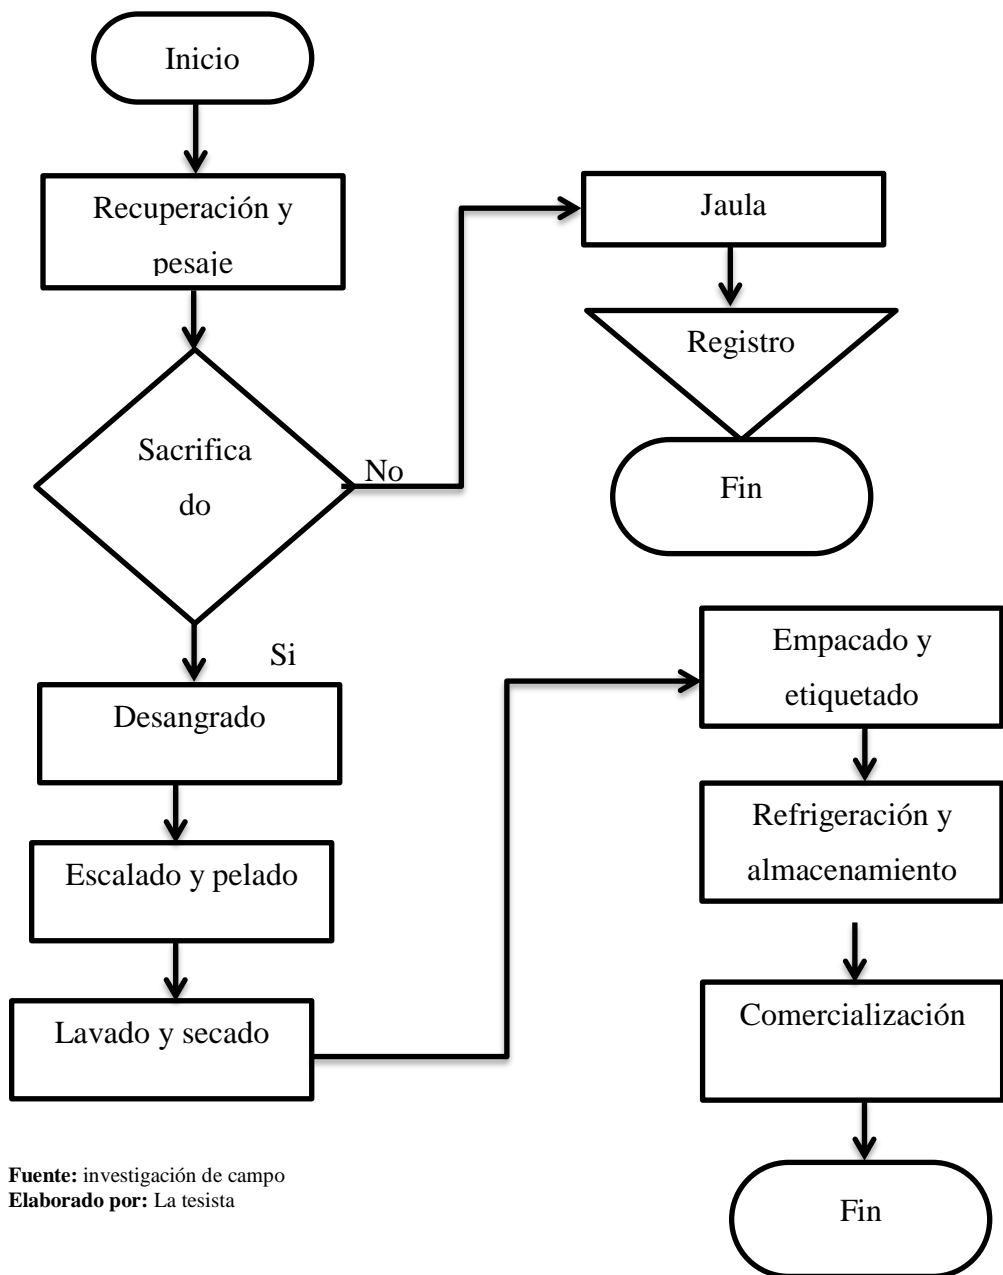 Inicio
Recuperación y
pesaje
Sacrifica
do
No
Jaula
Registro
Fin
Si
Desangrado
Escalado y pelado
Lavado y secado
Empacado y
etiquetado
Refrigeración y
almacenamiento
Comercialización
Fin
Fuente: investigación de campo
Elaborado por: La tesista